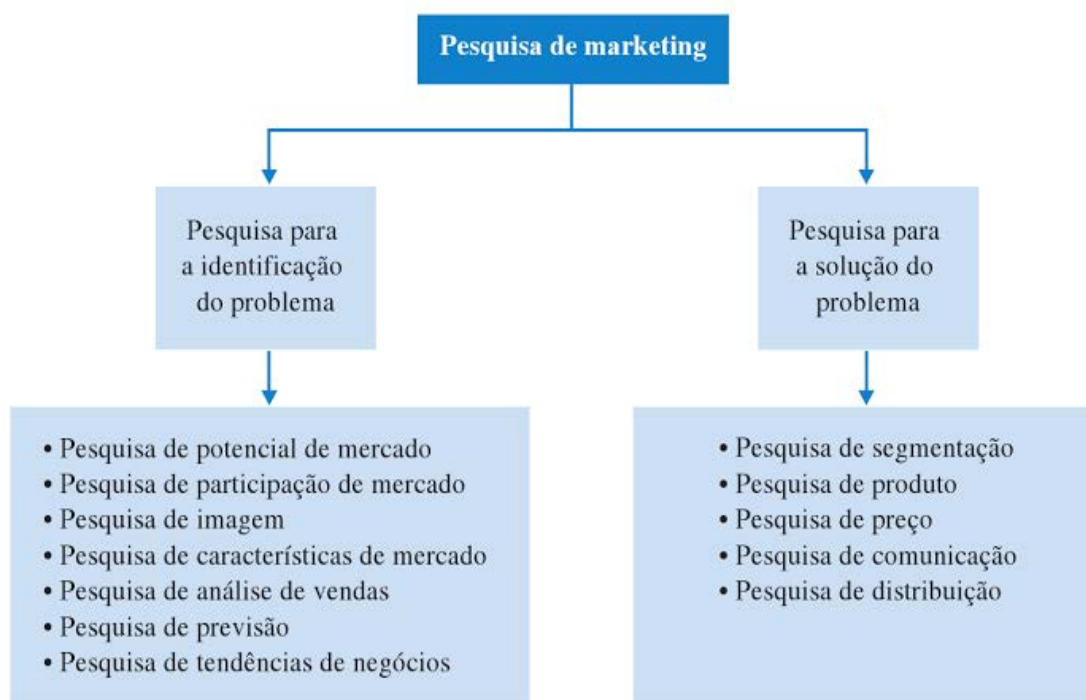 Pesquisa de marketing
Pesquisa para
a identificação
do problema
Pesquisa para
a solução do
problema
• Pesquisa de potencial de mercado
• Pesquisa de participação de mercado
• Pesquisa de imagem
• Pesquisa de características de mercado
• Pesquisa de análise de vendas
• Pesquisa de previsão
• Pesquisa de tendências de negócios
• Pesquisa de segmentação
• Pesquisa de produto
• Pesquisa de preço
• Pesquisa de comunicação
• Pesquisa de distribuição